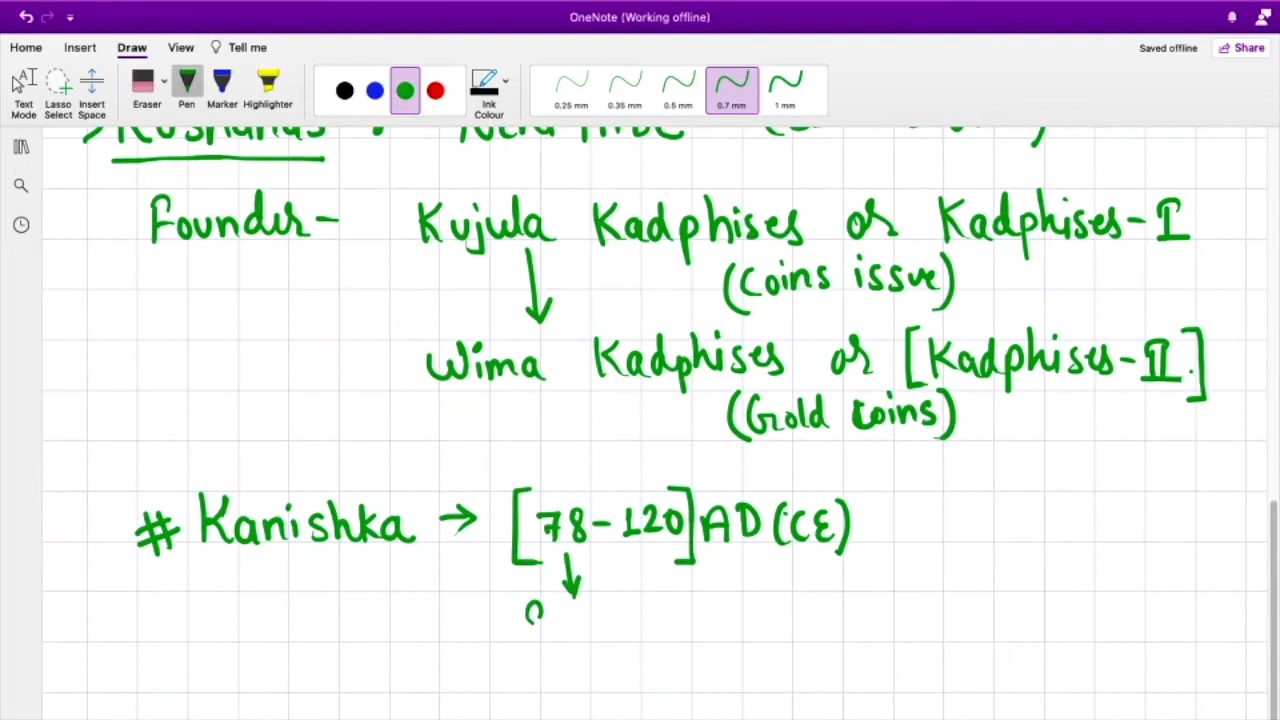 OneNote (Working offline)
Home Insert Draw View Tell me
Saved offline Share
Text Mode Lasso Select Insert Space Eraser Pen Marker Highlighter Ink Colour 0.25 mm 0.35 mm 0.5 mm 0.7 mm 1 mm
Kushanas :
Founder - Kujula Kadphises or Kadphises-I
(Coins issue)
Wima Kadphises or [Kadphises-II.]
(Gold coins)
# Kanishka → [78-120] AD (CE)